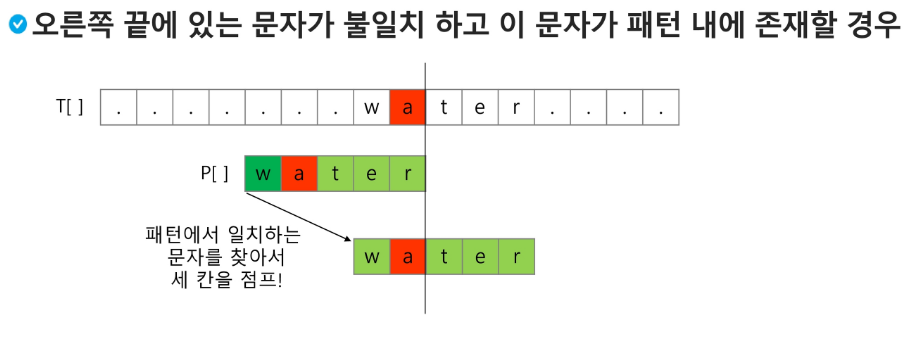 오른쪽 끝에 있는 문자가 불일치 하고 이 문자가 패턴 내에 존재할 경우
T[ ] . . . . . . . w a t e r . . . .
P[ ] w a t e r
패턴에서 일치하는
문자를 찾아서
세 칸을 점프!
w a t e r